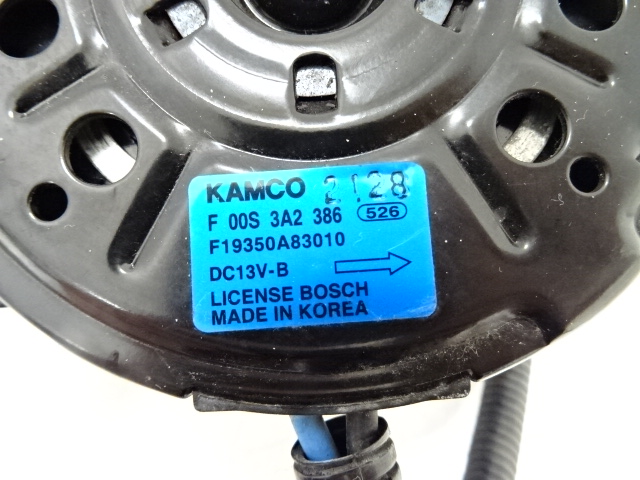 KAMCO 2128
F 00S 3A2 386 526
F19350A83010
DC13V-B
LICENSE BOSCH
MADE IN KOREA